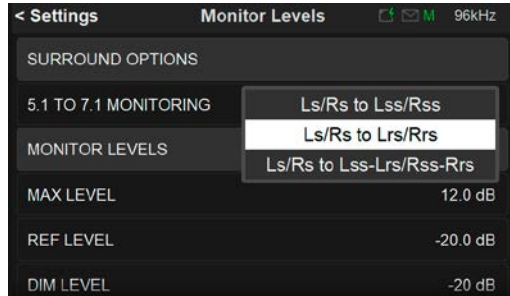 < Settings Monitor Levels M 96kHz
SURROUND OPTIONS
5.1 TO 7.1 MONITORING
Ls/Rs to Lss/Rss
Ls/Rs to Lrs/Rrs
Ls/Rs to Lss-Lrs/Rss-Rrs
MONITOR LEVELS
MAX LEVEL 12.0 dB
REF LEVEL -20.0 dB
DIM LEVEL -20 dB